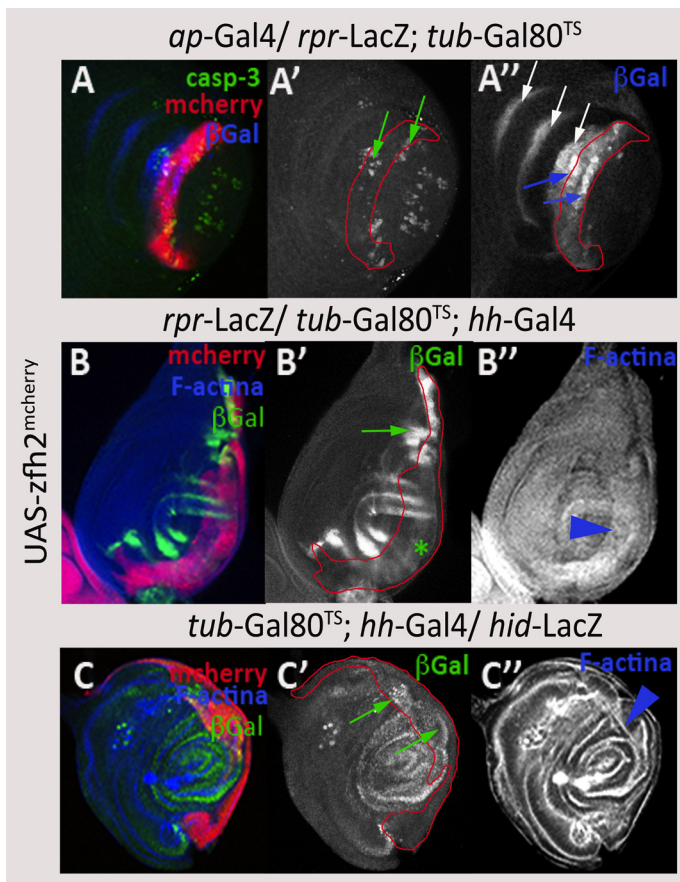 ap-Gal4/ rpr-LacZ; tub-Gal80TS
A
casp-3
mcherry
βGal
A’
A’’
βGal
rpr-LacZ/ tub-Gal80TS; hh-Gal4
B
mcherry
F-actina
βGal
B’
βGal
*
B’’
F-actina
UAS-zfh2mcherry
tub-Gal80TS; hh-Gal4/ hid-LacZ
C
mcherry
F-actina
βGal
C’
βGal
C’’
F-actina